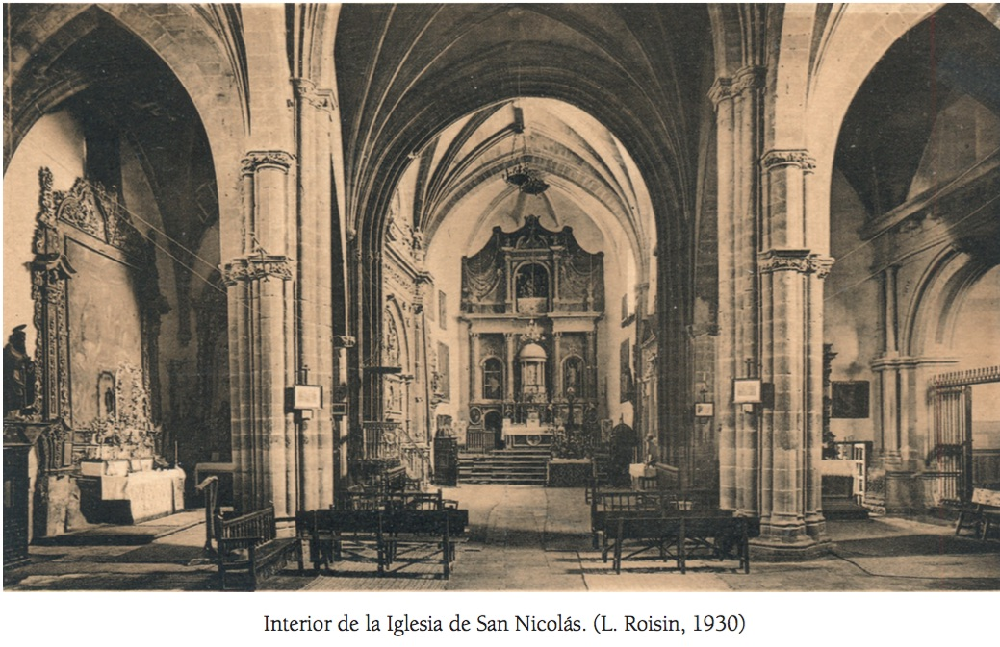 Interior de la Iglesia de San Nicolás. (L. Roisin, 1930)